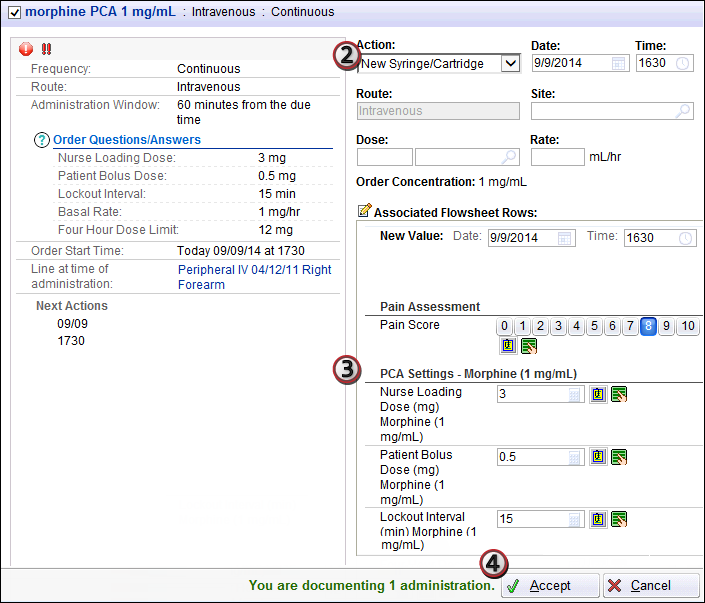 morphine PCA 1 mg/mL : Intravenous : Continuous
Frequency: Continuous
Route: Intravenous
Administration Window: 60 minutes from the due
time
Order Questions/Answers
Nurse Loading Dose: 3 mg
Patient Bolus Dose: 0.5 mg
Lockout Interval: 15 min
Basal Rate: 1 mg/hr
Four Hour Dose Limit: 12 mg
Order Start Time: Today 09/09/14 at 1730
Line at time of
administration:
Peripheral IV 04/12/11 Right
Forearm
Next Actions
09/09
1730
2
Action: Date: Time:
New Syringe/Cartridge 9/9/2014 1630
Route: Site:
Intravenous
Dose: Rate:
mL/hr
Order Concentration: 1 mg/mL
Associated Flowsheet Rows:
New Value: Date: 9/9/2014 Time: 1630
Pain Assessment
Pain Score 0 1 2 3 4 5 6 7 8 9 10
3
PCA Settings - Morphine (1 mg/mL)
Nurse Loading 3
Dose (mg)
Morphine (1
mg/mL)
Patient Bolus 0.5
Dose (mg)
Morphine (1
mg/mL)
Lockout Interval 15
(min) Morphine (1
mg/mL)
4
You are documenting 1 administration. Accept Cancel